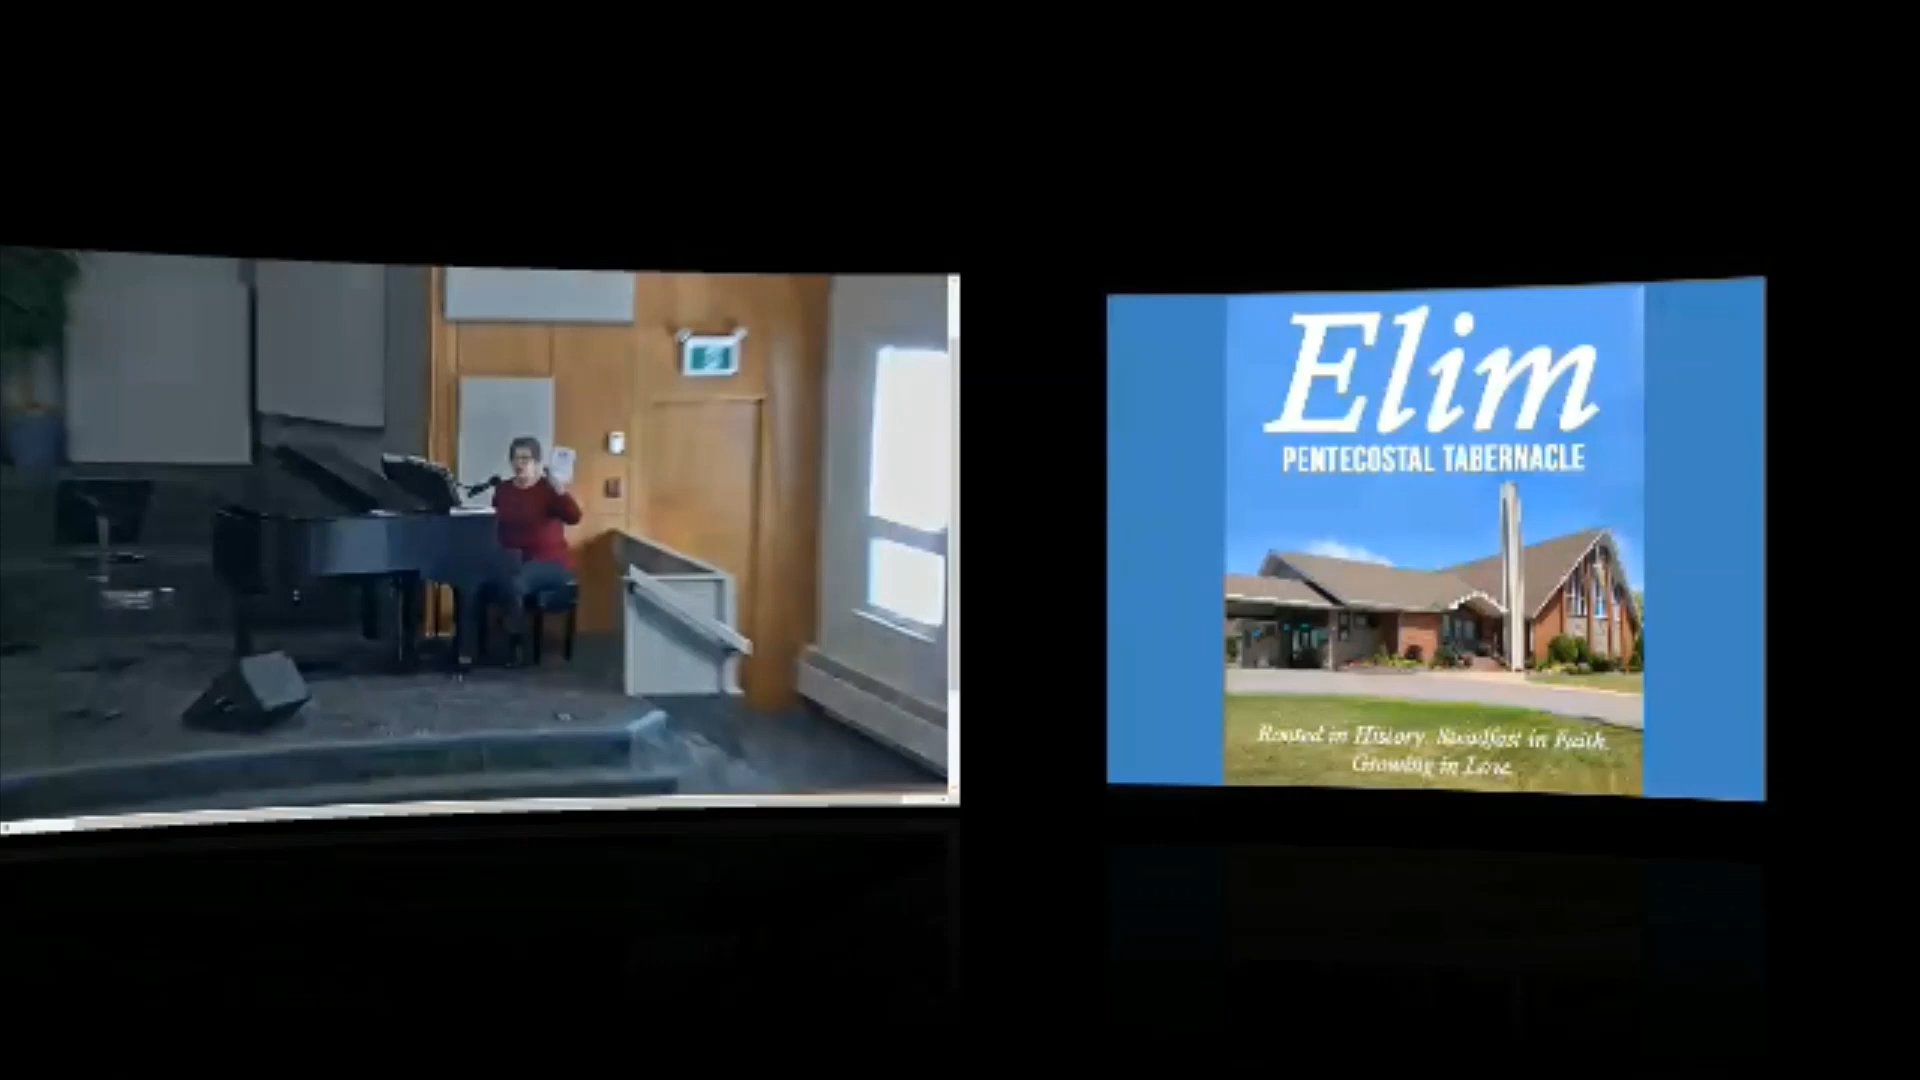 Elim
PENTECOSTAL TABERNACLE
Rooted in History. Steadfast in Faith.
Growing in Love